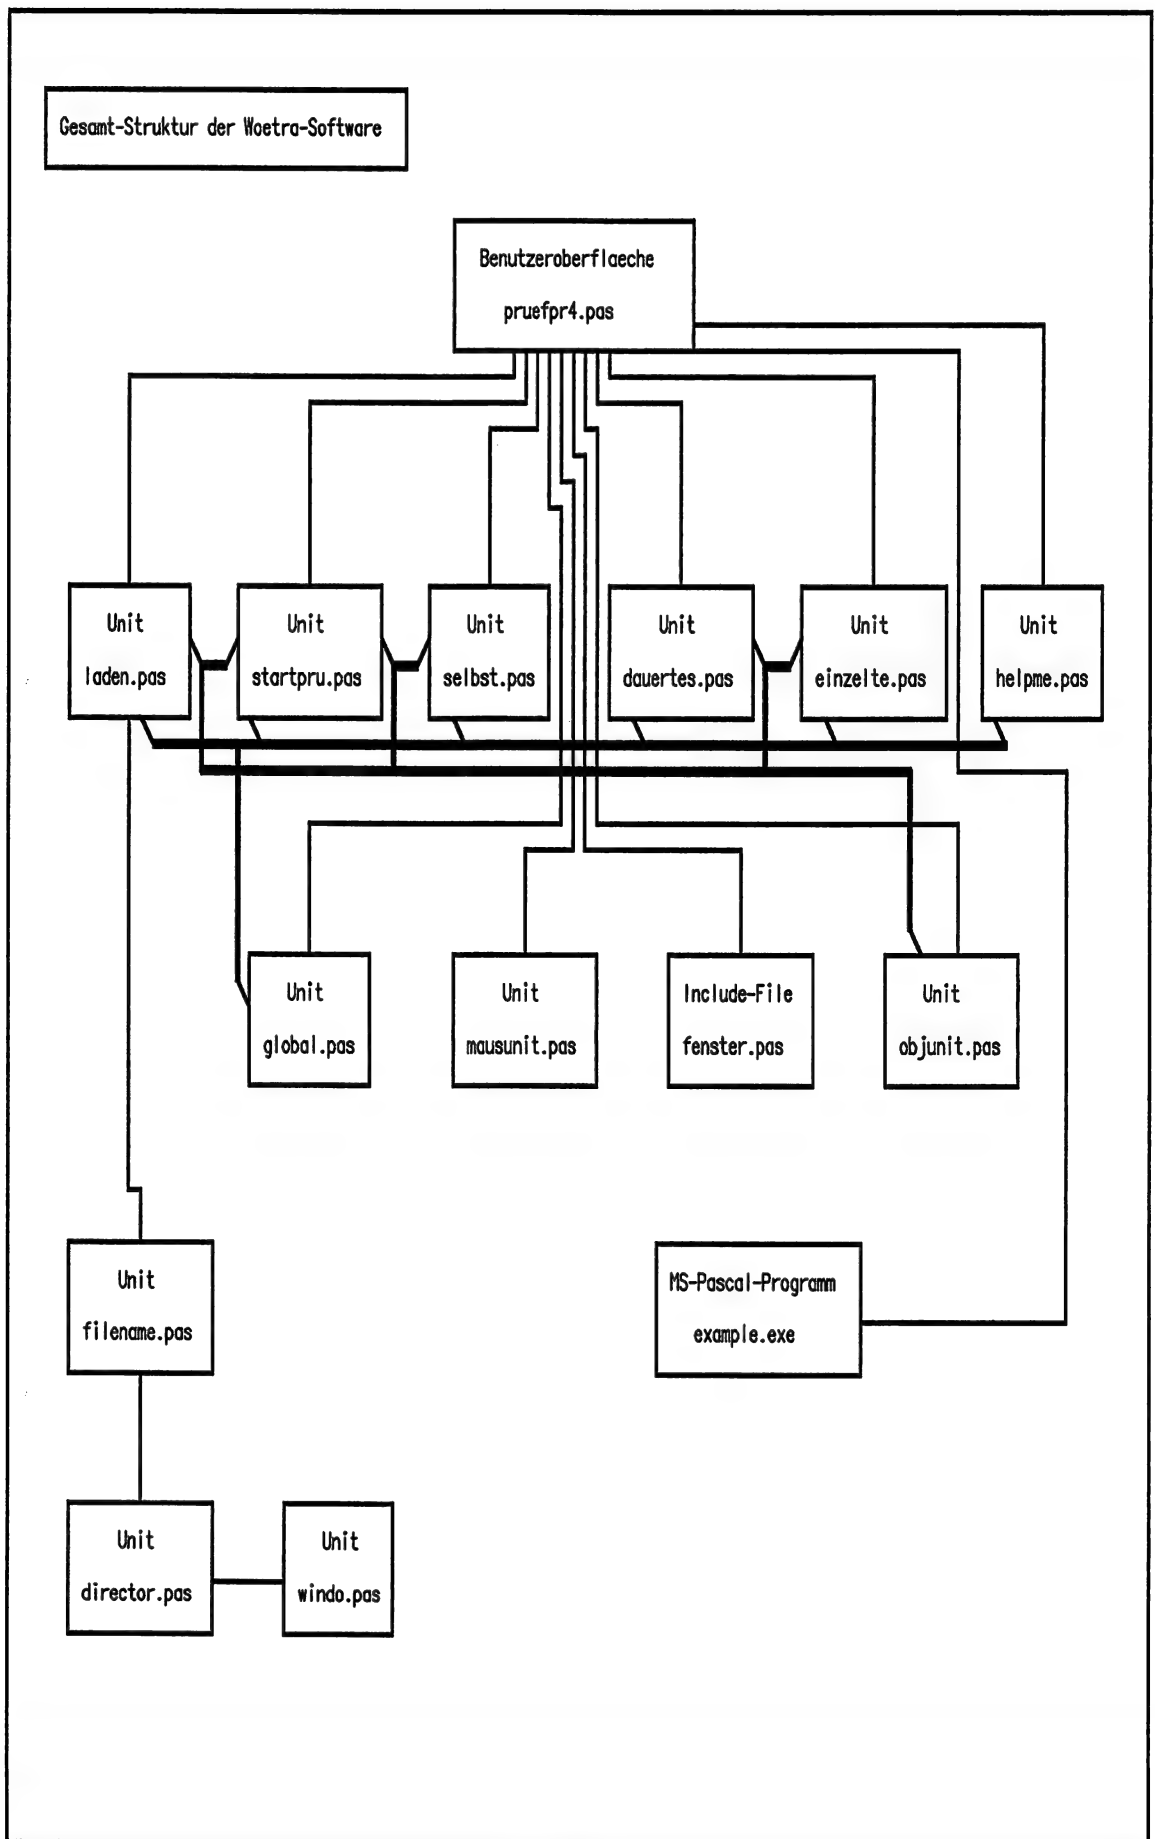 Gesamt-Struktur der Woetra-Software
Benutzeroberflaeche
pruefpr4.pas
Unit
laden.pas
Unit
startpru.pas
Unit
selbst.pas
Unit
dauertes.pas
Unit
einzelte.pas
Unit
helpme.pas
Unit
global.pas
Unit
mausunit.pas
Include-File
fenster.pas
Unit
objunit.pas
Unit
filename.pas
MS-Pascal-Programm
example.exe
Unit
director.pas
Unit
windo.pas